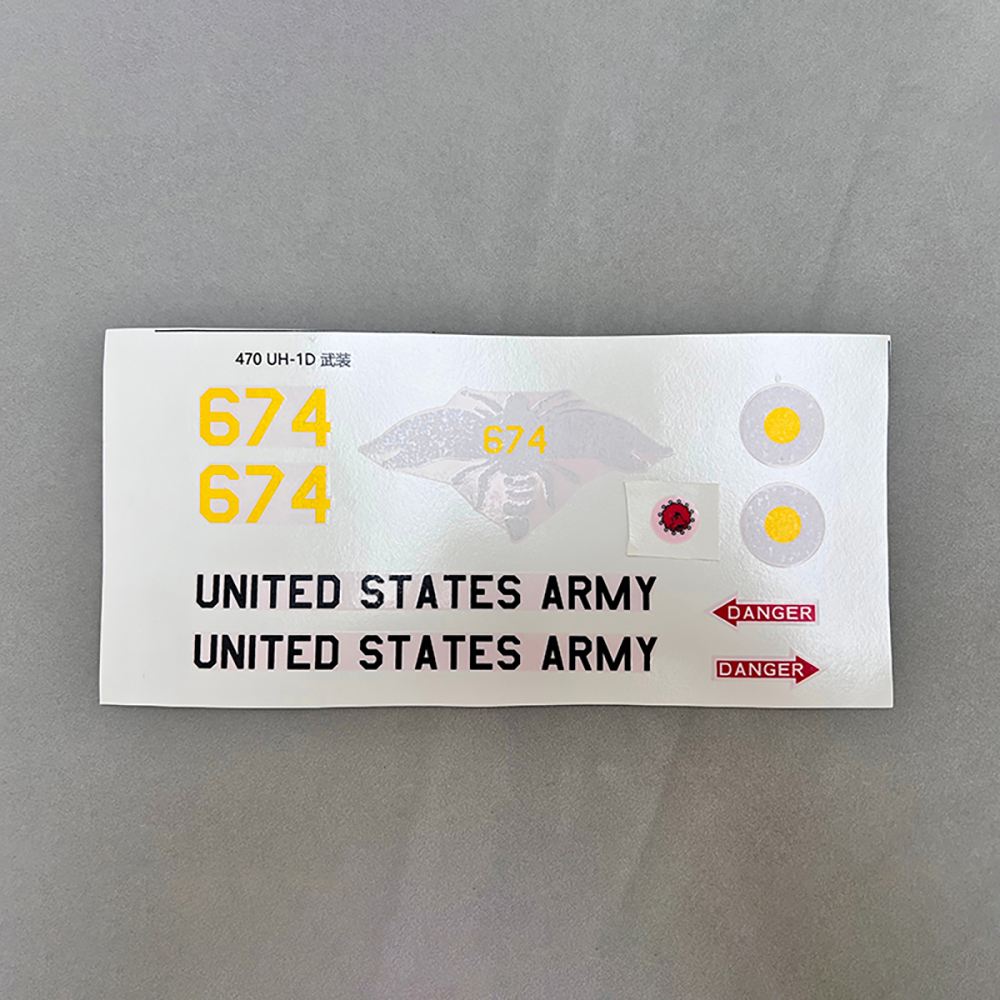 470 UH-1D 武装
674
674
674
UNITED STATES ARMY
UNITED STATES ARMY
DANGER
DANGER